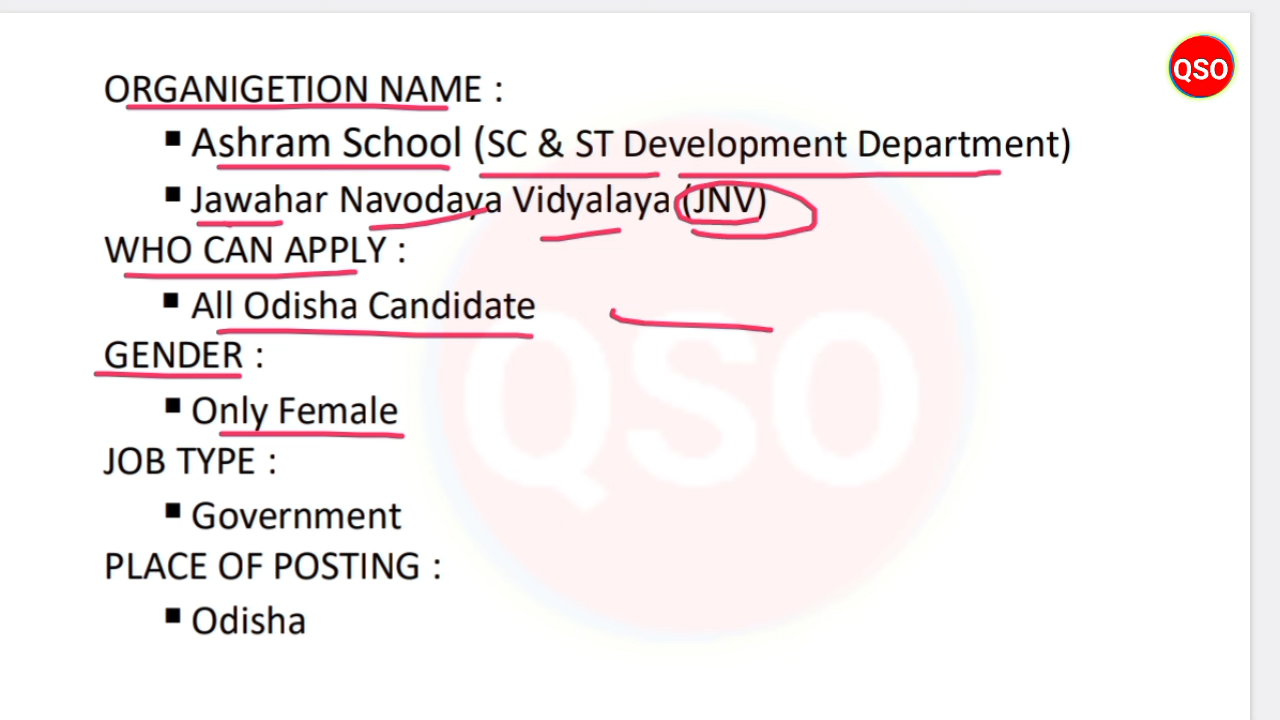 QSO
ORGANIGETION NAME :
▪ Ashram School (SC & ST Development Department)
▪ Jawahar Navodaya Vidyalaya (JNV)
WHO CAN APPLY :
▪ All Odisha Candidate
GENDER :
▪ Only Female
JOB TYPE :
▪ Government
PLACE OF POSTING :
▪ Odisha
QSO